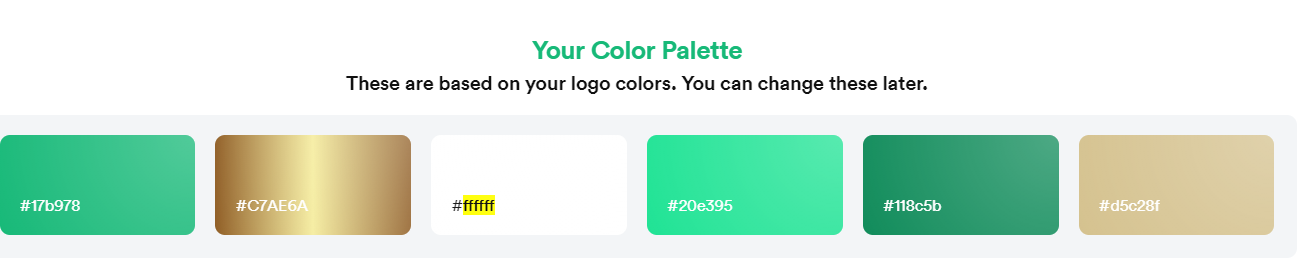 Your Color Palette
These are based on your logo colors. You can change these later.
#17b978
#C7AE6A
#ffffff
#20e395
#118c5b
#d5c28f